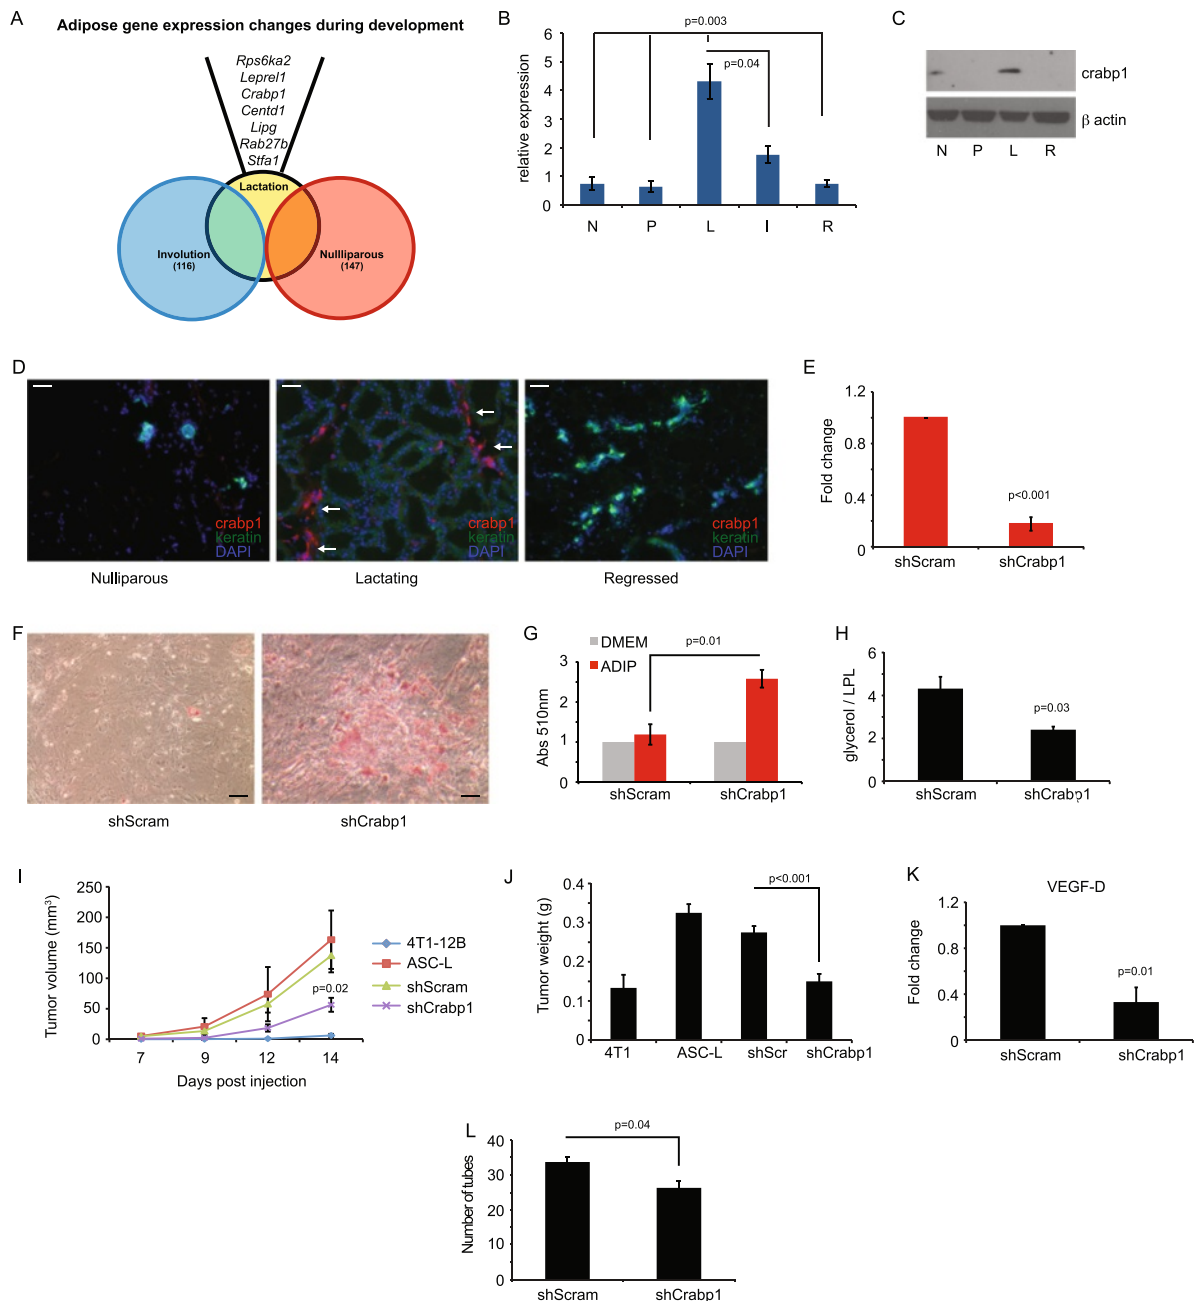 A
Adipose gene expression changes during development
Rps6ka2
Leprel1
Crabp1
Centd1
Lipg
Rab27b
Stfa1
Lactation
Involution
(116)
Nullliparous
(147)
B
p=0.003
p=0.04
relative expression
6
5
4
3
2
1
0
N P L I R
C
crabp1
β actin
N P L R
D
crabp1
keratin
DAPI
Nulliparous
crabp1
keratin
DAPI
Lactating
crabp1
keratin
DAPI
Regressed
E
Fold change
1.2
0.8
0.4
0
p<0.001
shScram shCrabp1
F
shScram
shCrabp1
G
DMEM
ADIP
p=0.01
Abs 510nm
3
2
1
0
shScram shCrabp1
H
glycerol / LPL
6
4
2
0
p=0.03
shScram shCrabp1
I
Tumor volume (mm³)
250
200
150
100
50
0
7 9 12 14
Days post injection
p=0.02
4T1-12B
ASC-L
shScram
shCrabp1
J
Tumor weight (g)
0.4
0.3
0.2
0.1
0
p<0.001
4T1 ASC-L shScr shCrabp1
K
VEGF-D
Fold change
1.2
0.8
0.4
0
p=0.01
shScram shCrabp1
L
Number of tubes
40
30
20
10
0
p=0.04
shScram shCrabp1